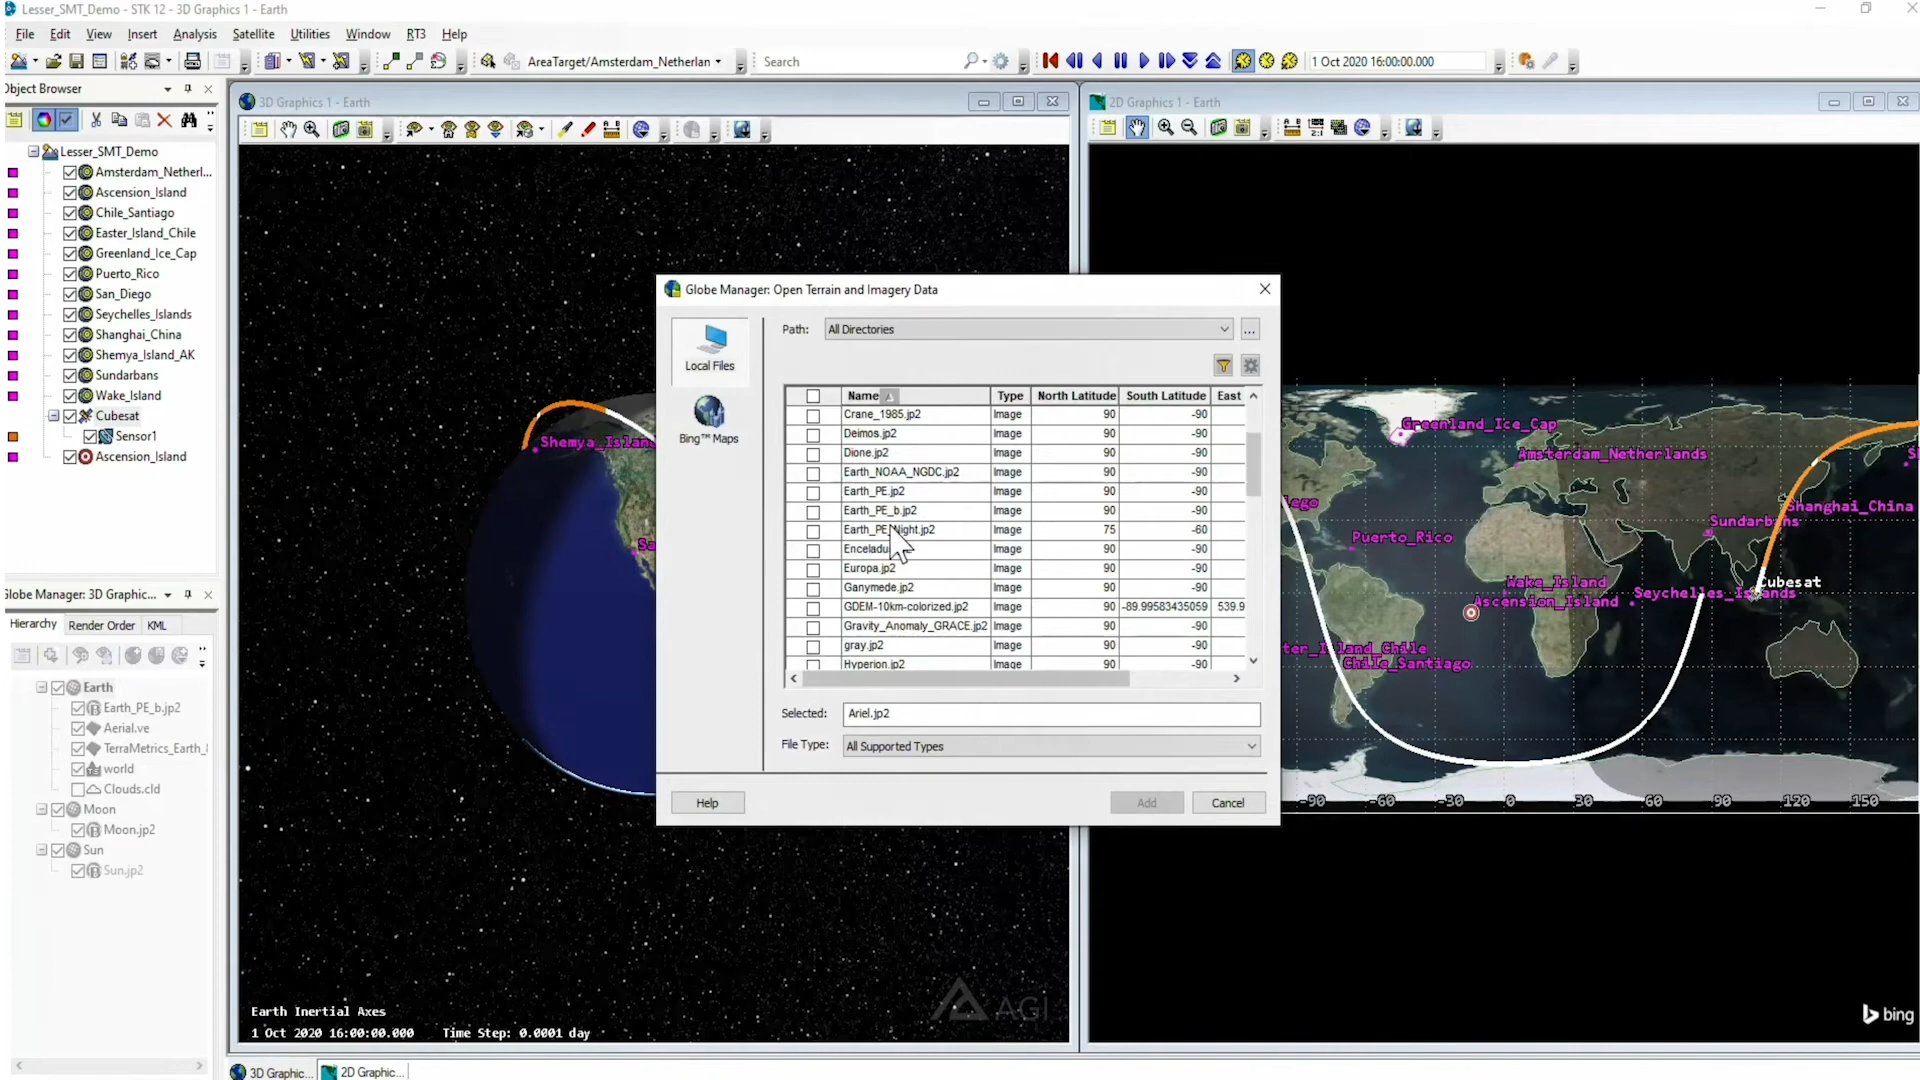 Lesser_SMT_Demo - STK 12 - 3D Graphics 1 - Earth
File Edit View Insert Analysis Satellite Utilities Window RT3 Help
AreaTarget/Amsterdam_Netherlan
Search
1 Oct 2020 16:00:00.000
Object Browser
Lesser_SMT_Demo
Amsterdam_Netherl...
Ascension_Island
Chile_Santiago
Easter_Island_Chile
Greenland_Ice_Cap
Puerto_Rico
San_Diego
Seychelles_Islands
Shanghai_China
Shemya_Island_AK
Sundarbans
Wake_Island
Cubesat
Sensor1
Ascension_Island
Globe Manager: 3D Graphic...
Hierarchy Render Order KML
Earth
Earth_PE_b.jp2
Aerial.ve
TerraMetrics_Earth_
world
Clouds.cld
Moon
Moon.jp2
Sun
Sun.jp2
3D Graphics 1 - Earth
Shemya_Island
Sa
AGI
Earth Inertial Axes
1 Oct 2020 16:00:00.000 Time Step: 0.0001 day
Globe Manager: Open Terrain and Imagery Data
Local Files
Bing™ Maps
Path: All Directories
Name Type North Latitude South Latitude East
Crane_1985.jp2 Image 90 -90
Deimos.jp2 Image 90 -90
Dione.jp2 Image 90 -90
Earth_NOAA_NGDC.jp2 Image 90 -90
Earth_PE.jp2 Image 90 -90
Earth_PE_b.jp2 Image 90 -90
Earth_PE_Night.jp2 Image 75 -60
Enceladu Image 90 -90
Europa.jp2 Image 90 -90
Ganymede.jp2 Image 90 -90
GDEM-10km-colorized.jp2 Image 90 -89.99583435059 539.9
Gravity_Anomaly_GRACE.jp2 Image 90 -90
gray.jp2 Image 90 -90
Hyperion.jp2 Image 90 -90
Selected: Ariel.jp2
File Type: All Supported Types
Help Add Cancel
2D Graphics 1 - Earth
Greenland_Ice_Cap
Amsterdam_Netherlands
S
iego
Shanghai_China
Sundarbans
Puerto_Rico
Wake_Island
Cubesat
Seychelles_Islands
Ascension_Island
ter_Island_Chile
Chile_Santiago
-90 -60 -30 0 30 60 90 120 150
bing
3D Graphic... 2D Graphic...